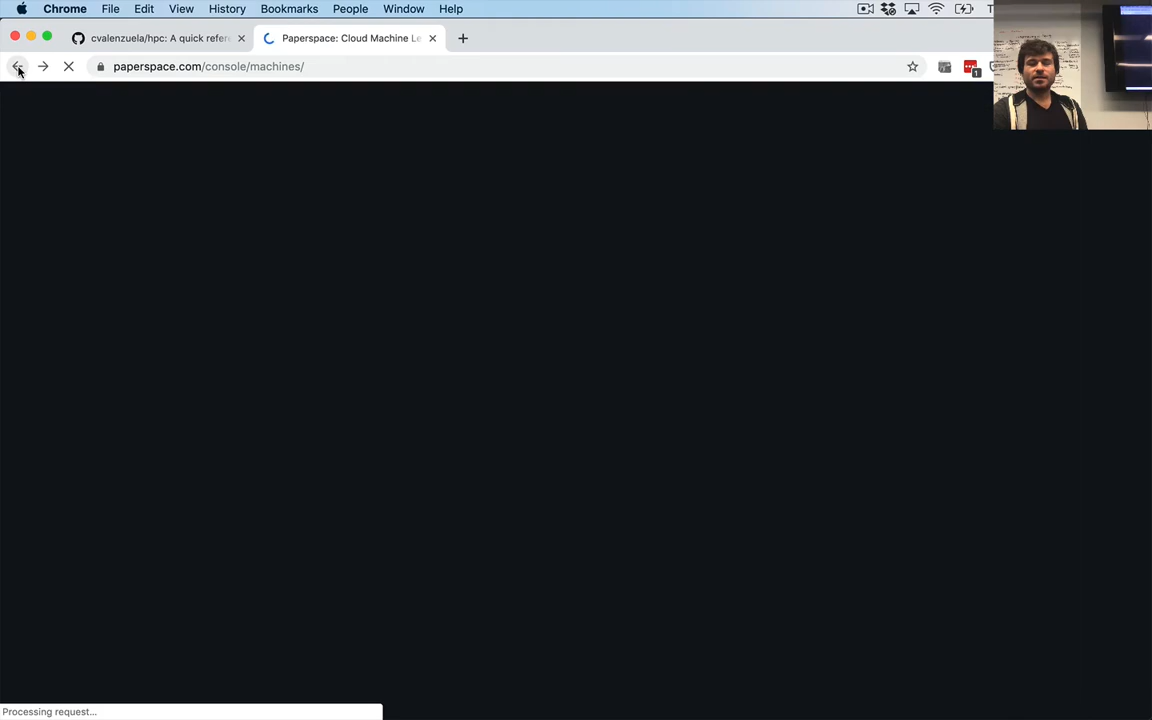 Chrome File Edit View History Bookmarks People Window Help
cvalenzuela/hpc: A quick refer
Paperspace: Cloud Machine Le
paperspace.com/console/machines/
1
Processing request...